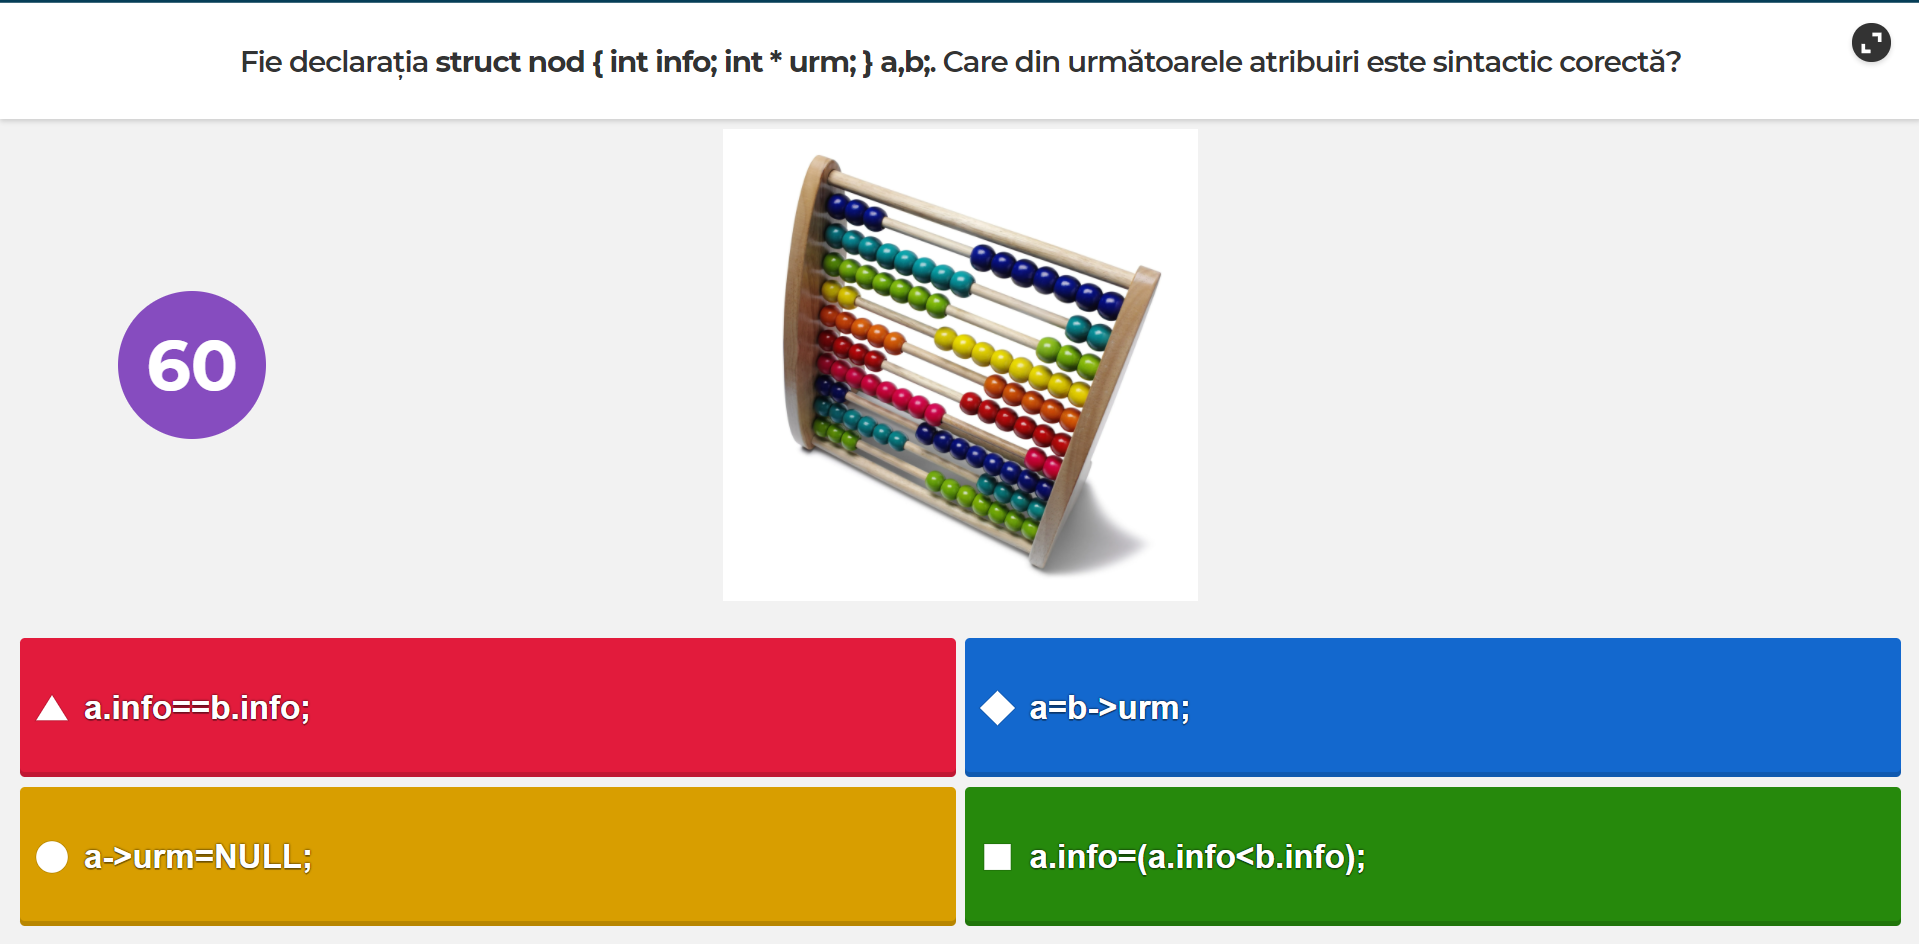 Fie declarația struct nod { int info; int * urm; } a,b;. Care din următoarele atribuiri este sintactic corectă?
60
a.info==b.info;
a=b->urm;
a->urm=NULL;
a.info=(a.info<b.info);